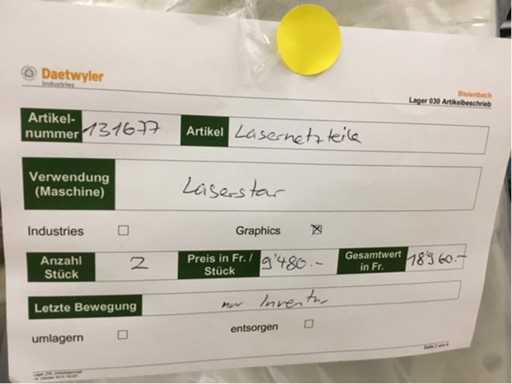 Daetwyler
Industries
Bleienbach
Lager 030 Artikelbeschrieb
Artikel-
nummer 131677 Artikel Lasernetzteile
Verwendung
(Maschine) Laserstar
Industries Graphics
Anzahl
Stück 2 Preis in Fr. /
Stück 9'480.- Gesamtwert
in Fr. 18'960.-
Letzte Bewegung nur Inventur
umlagern entsorgen